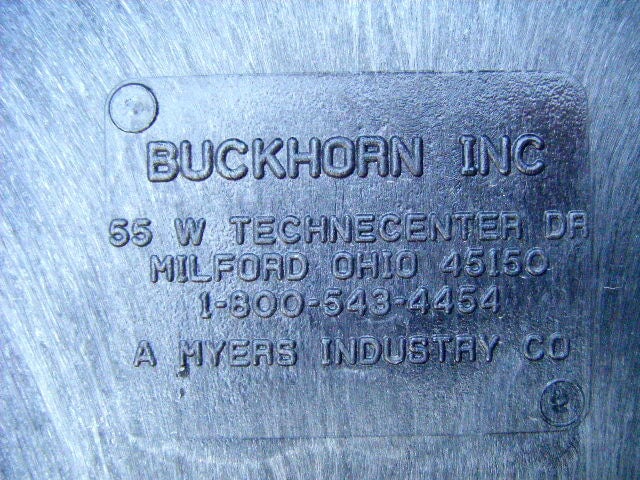 BUCKHORN INC
55 W TECHNECENTER DR
MILFORD OHIO 45150
1-800-543-4454
A MYERS INDUSTRY CO